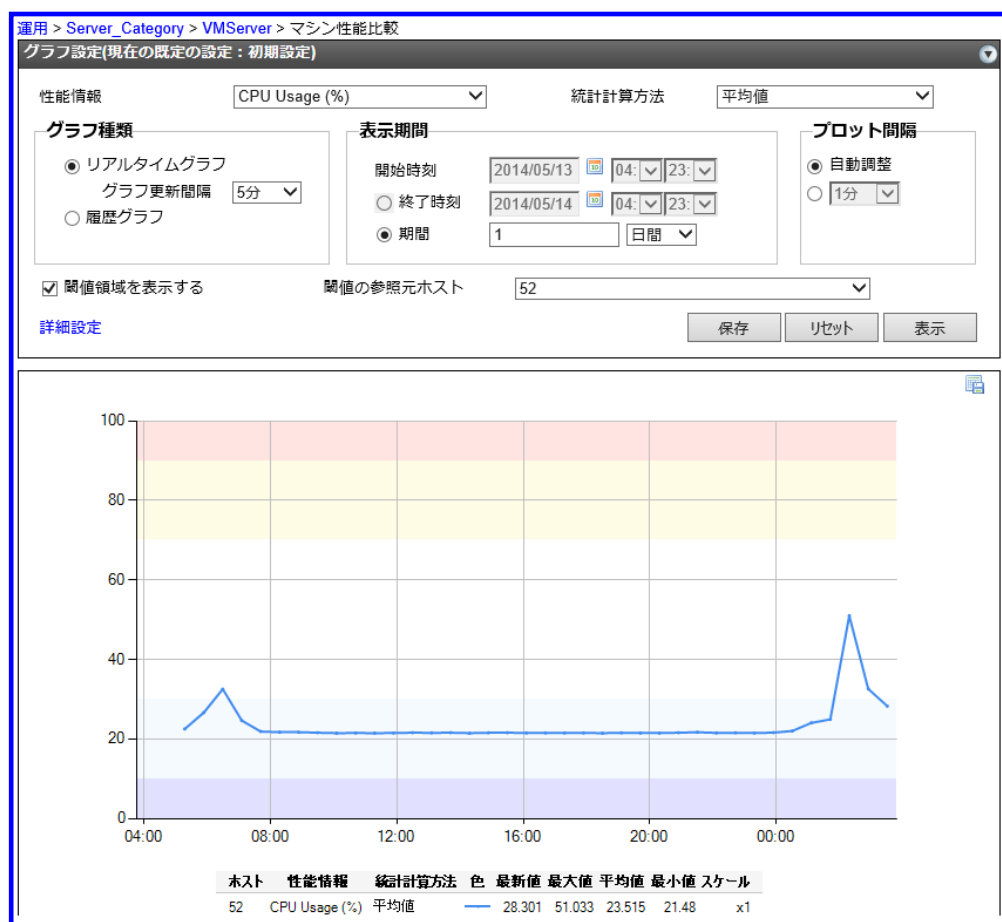 運用 > Server_Category > VMServer > マシン性能比較
グラフ設定(現在の既定の設定：初期設定)
性能情報 CPU Usage (%) 統計計算方法 平均値
グラフ種類 表示期間 プロット間隔
リアルタイムグラフ 開始時刻 2014/05/13 04: 23: 自動調整
グラフ更新間隔 5分 終了時刻 2014/05/14 04: 23: 1分
履歴グラフ 期間 1 日間
閾値領域を表示する 閾値の参照元ホスト 52
詳細設定 保存 リセット 表示
100
80
60
40
20
0
04:00 08:00 12:00 16:00 20:00 00:00
ホスト 性能情報 統計計算方法 色 最新値 最大値 平均値 最小値 スケール
52 CPU Usage (%) 平均値 28.301 51.033 23.515 21.48 x1